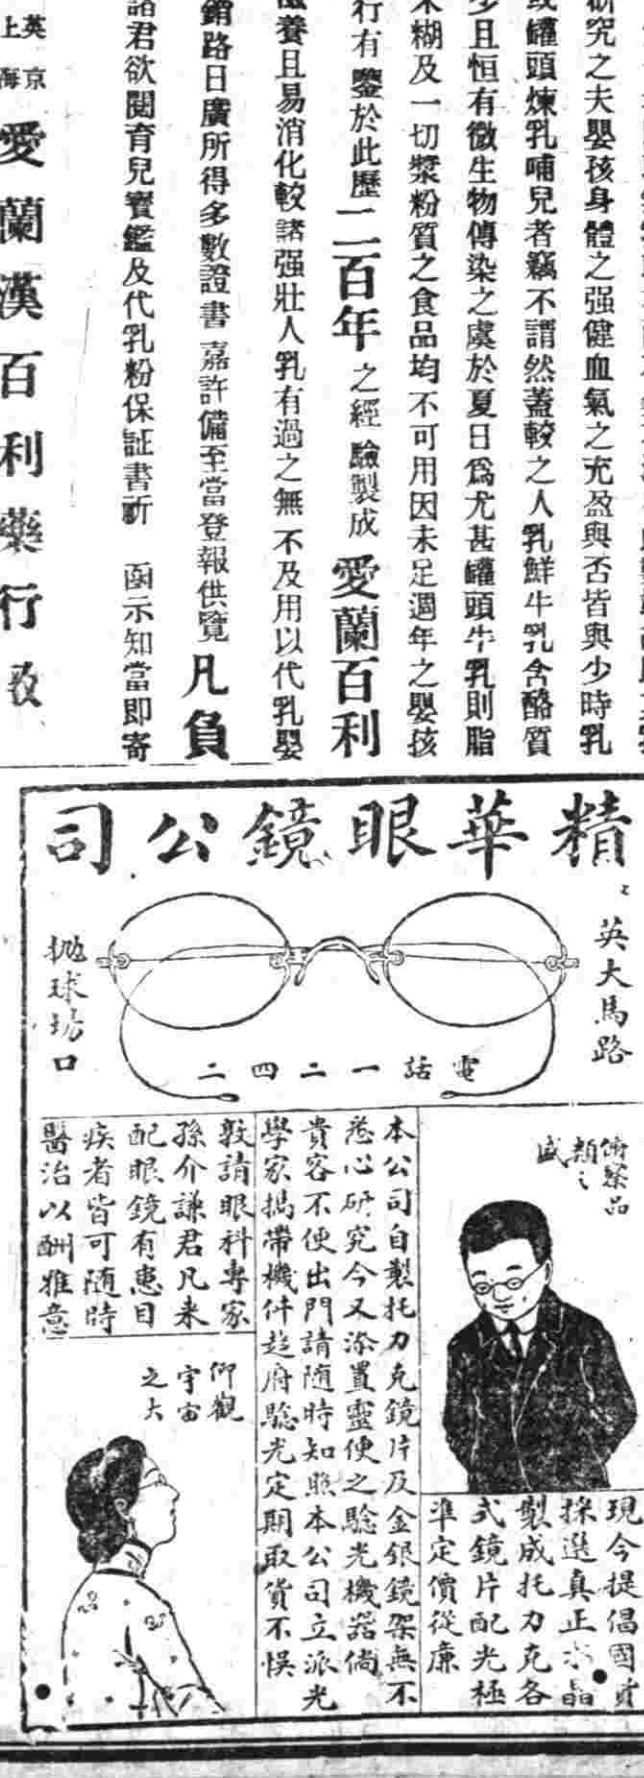 研究之夫嬰孩身體之强健血氣之充盈與否皆與少時乳
或罐頭煉乳哺兒者竊不謂然蓋較之人乳鮮牛乳含酪質
少且恒有微生物傳染之虞於夏日爲尤甚罐頭牛乳則脂
米糊及一切漿粉質之食品均不可用因未足週年之嬰孩
行有鑒於此歷一二百年之經驗製成愛蘭百利
滋養且易消化較諸强壯人乳有過之無不及用以代乳嬰
銷路日廣所得多數證書嘉許備至當登報供覽凡負
諸君欲閱育兒寶鑑及代乳粉保証書祈 函示知當即寄
英京
上海
愛蘭漢百利藥行啟
精華眼鏡公司
英大馬路
拋球場口
電話一二四二
俯察品
類之
盛
現今提倡國貨
採選真正水晶
製成托力克各
式鏡片配光極
準定價從廉
本公司自製托力克鏡片及金銀鏡架無不
悉心研究今又添置靈便之驗光機器倘
貴客不便出門請隨時知照本公司立派光
學家携帶機件趨府驗光定期取貨不悞
敦請眼科專家
孫介謙君凡来
配眼鏡有患目
疾者皆可随時
醫治以酬雅意
仰觀
宇宙
之大